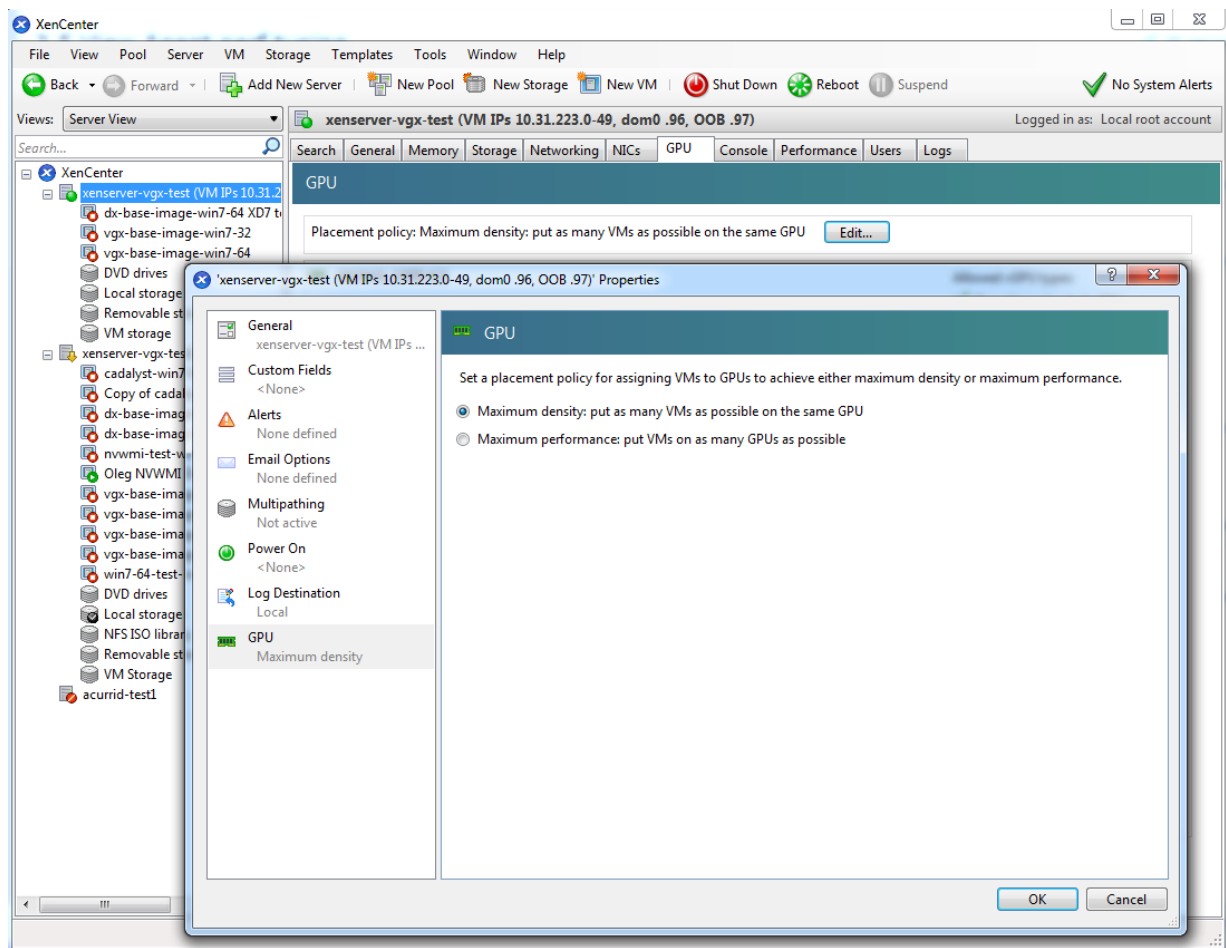 XenCenter
File View Pool Server VM Storage Templates Tools Window Help
Back Forward Add New Server New Pool New Storage New VM Shut Down Reboot Suspend No System Alerts
Views: Server View xenserver-vgx-test (VM IPs 10.31.223.0-49, dom0 .96, OOB .97) Logged in as: Local root account
Search... Search General Memory Storage Networking NICs GPU Console Performance Users Logs
XenCenter
xenserver-vgx-test (VM IPs 10.31.2
dx-base-image-win7-64 XD7 t
vgx-base-image-win7-32
vgx-base-image-win7-64
DVD drives
Local storage
Removable st
VM storage
xenserver-vgx-tes
cadalyst-win7
Copy of cadal
dx-base-imag
dx-base-imag
nvwmi-test-w
Oleg NVWMI
vgx-base-ima
vgx-base-ima
vgx-base-ima
vgx-base-ima
win7-64-test-
DVD drives
Local storage
NFS ISO librar
Removable st
VM Storage
acurrid-test1
GPU
Placement policy: Maximum density: put as many VMs as possible on the same GPU Edit...
'xenserver-vgx-test (VM IPs 10.31.223.0-49, dom0 .96, OOB .97)' Properties
General
xenserver-vgx-test (VM IPs ...
Custom Fields
<None>
Alerts
None defined
Email Options
None defined
Multipathing
Not active
Power On
<None>
Log Destination
Local
GPU
Maximum density
GPU
Set a placement policy for assigning VMs to GPUs to achieve either maximum density or maximum performance.
Maximum density: put as many VMs as possible on the same GPU
Maximum performance: put VMs on as many GPUs as possible
OK Cancel